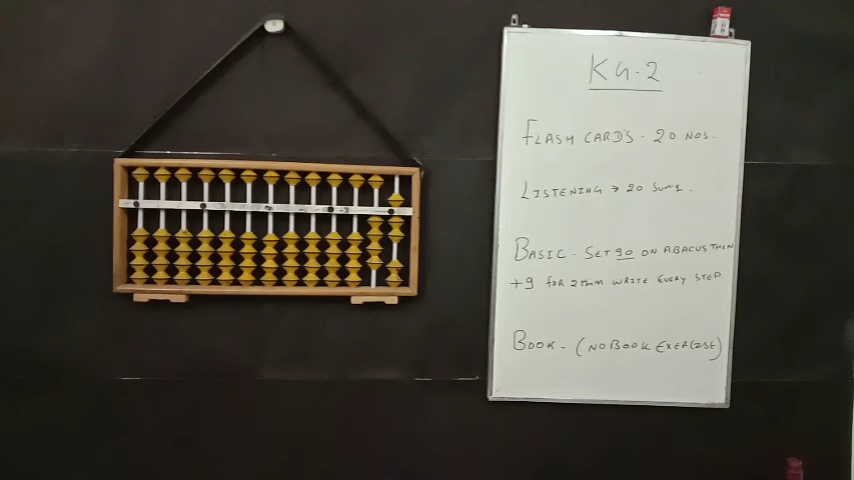 KG.2
FLASH CARD'S - 20 NOS.
LISTENING → 20 SUMS.
BASIC - SET 90 ON ABACUS THEN
+9 FOR 2 MIN WRITE EVERY STEP
BOOK - (NO BOOK EXERCISE)